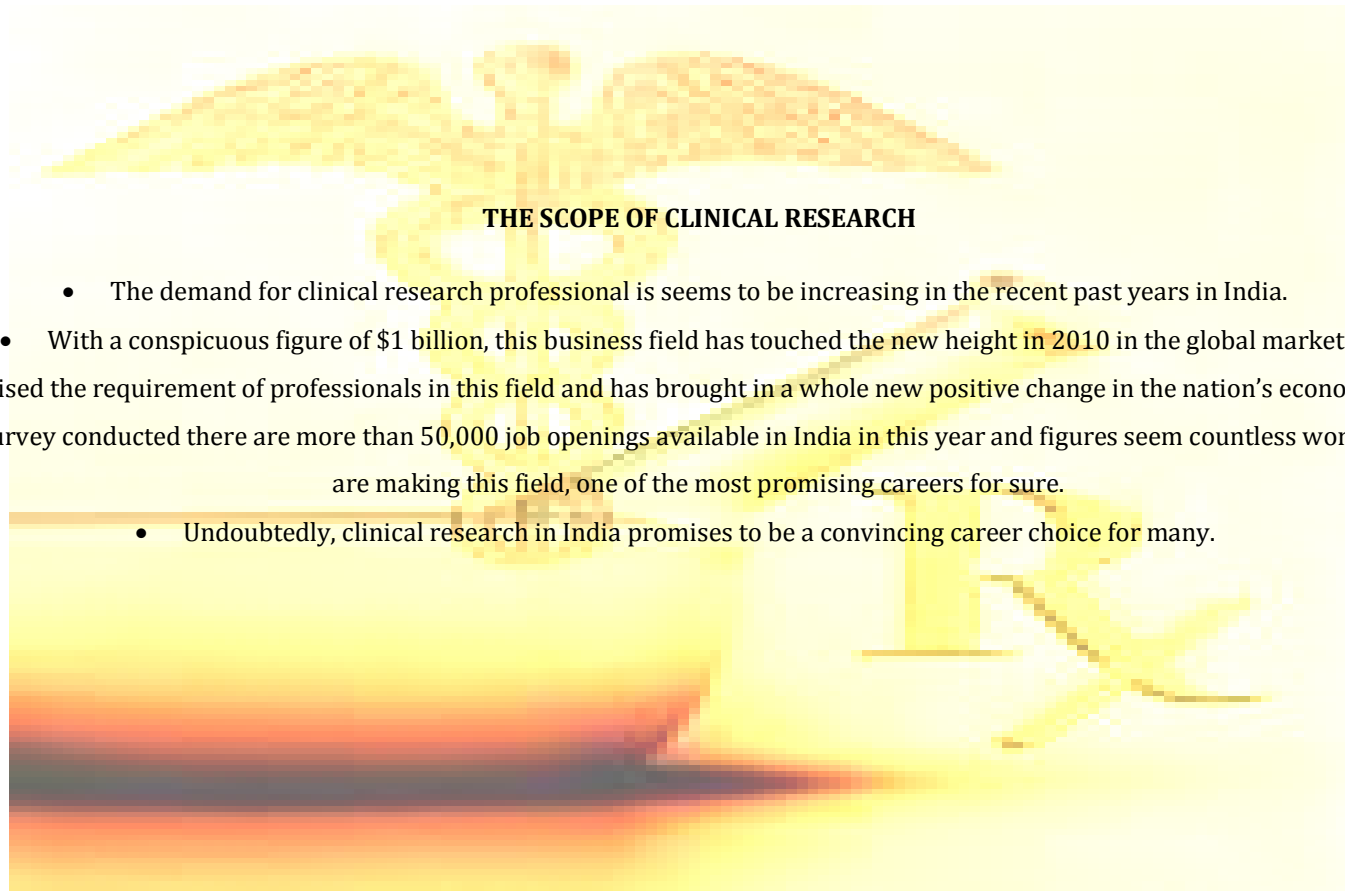 THE SCOPE OF CLINICAL RESEARCH
• The demand for clinical research professional is seems to be increasing in the recent past years in India.
• With a conspicuous figure of $1 billion, this business field has touched the new height in 2010 in the global market
the requirement of professionals in this field and has brought in a whole new positive change in the nation’s
conducted there are more than 50,000 job openings available in India in this year and figures seem countless
are making this field, one of the most promising careers for sure.
• Undoubtedly, clinical research in India promises to be a convincing career choice for many.
Rx